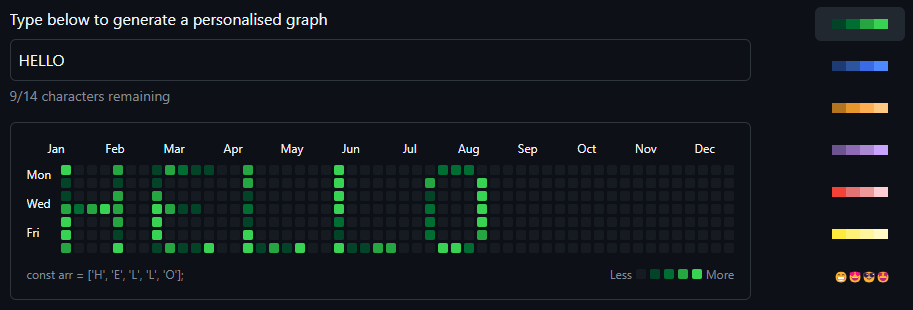 Type below to generate a personalised graph
HELLO
9/14 characters remaining
Jan Feb Mar Apr May Jun Jul Aug Sep Oct Nov Dec
Mon
Wed
Fri
HELLO
const arr = ['H', 'E', 'L', 'L', 'O'];
Less More